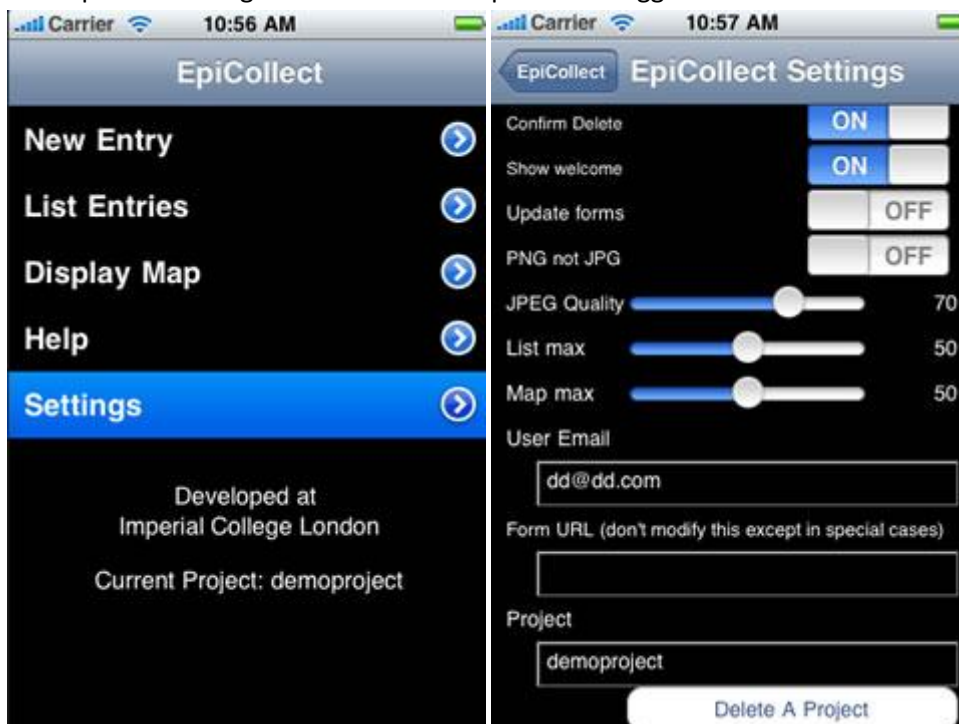 Carrier 10:56 AM
EpiCollect
New Entry
List Entries
Display Map
Help
Settings
Developed at
Imperial College London
Current Project: demoproject
Carrier 10:57 AM
EpiCollect EpiCollect Settings
Confirm Delete ON
Show welcome ON
Update forms OFF
PNG not JPG OFF
JPEG Quality 70
List max 50
Map max 50
User Email
dd@dd.com
Form URL (don't modify this except in special cases)
Project
demoproject
Delete A Project